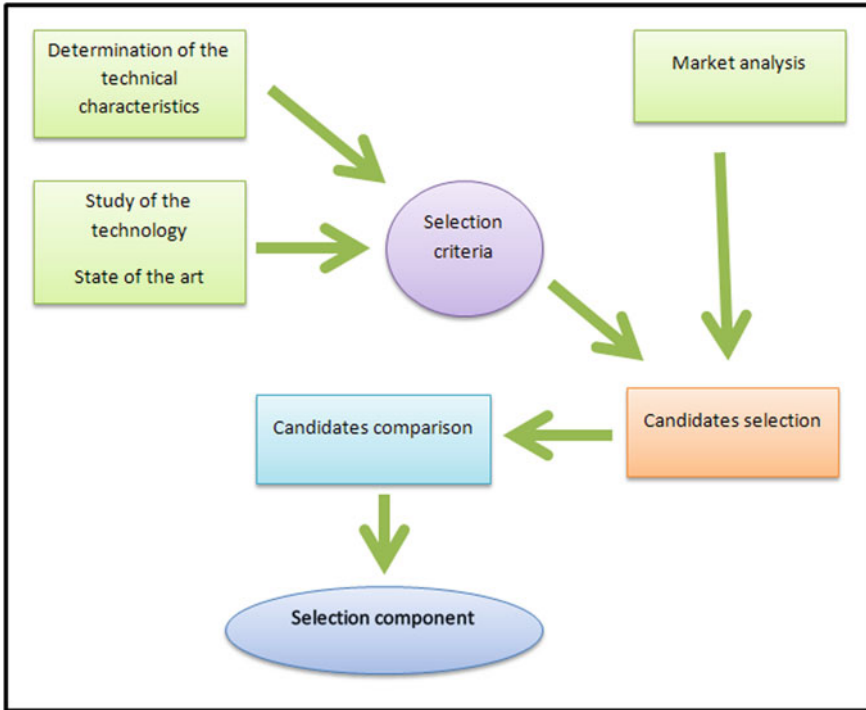 Determination of the
technical
characteristics
Market analysis
Study of the
technology
State of the art
Selection
criteria
Candidates comparison
Candidates selection
Selection component